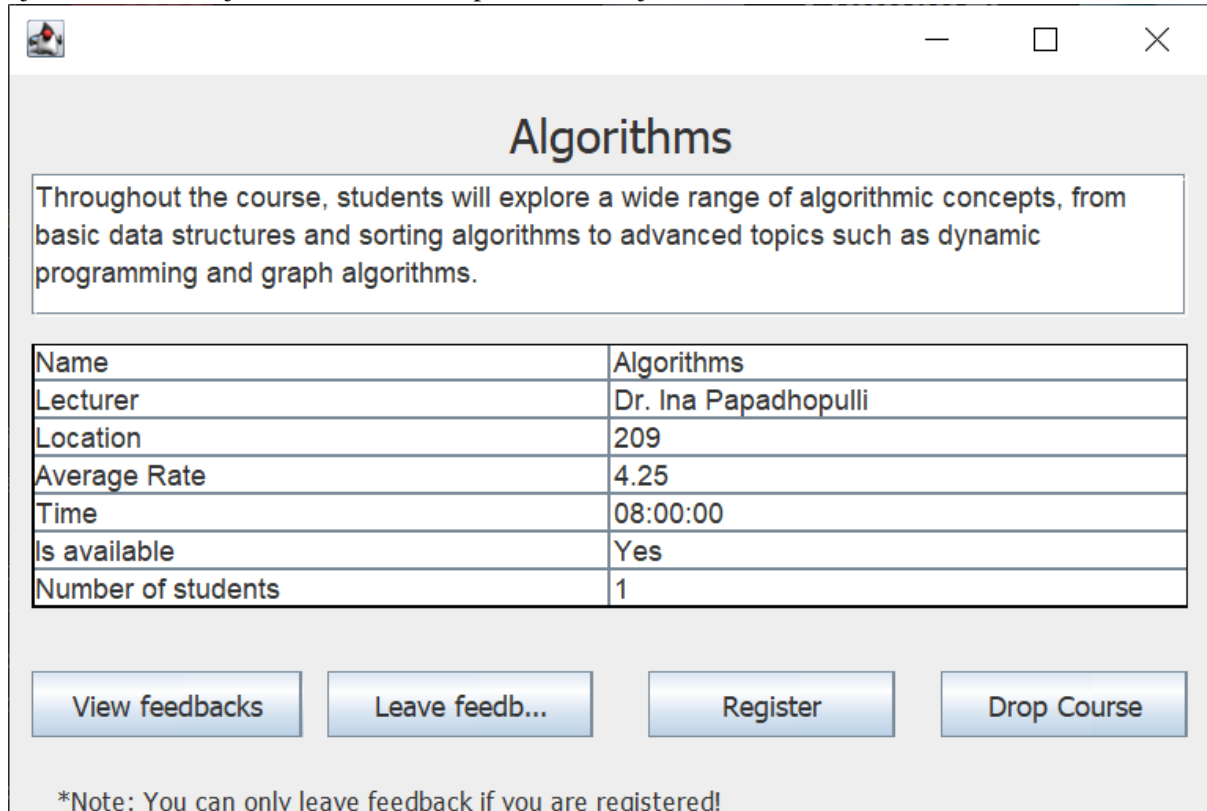 Algorithms
Throughout the course, students will explore a wide range of algorithmic concepts, from
basic data structures and sorting algorithms to advanced topics such as dynamic
programming and graph algorithms.
Name Algorithms
Lecturer Dr. Ina Papadhopulli
Location 209
Average Rate 4.25
Time 08:00:00
Is available Yes
Number of students 1
View feedbacks Leave feedb... Register Drop Course
*Note: You can only leave feedback if you are registered!